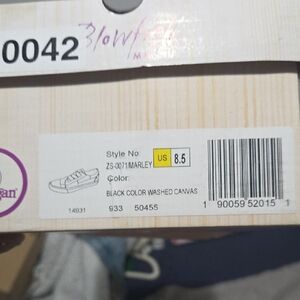 0042
Style No:
ZS-0071/MARLEY US 8.5
Color:
BLACK COLOR WASHED CANVAS
14931
933 50455
1 90059 52015 1